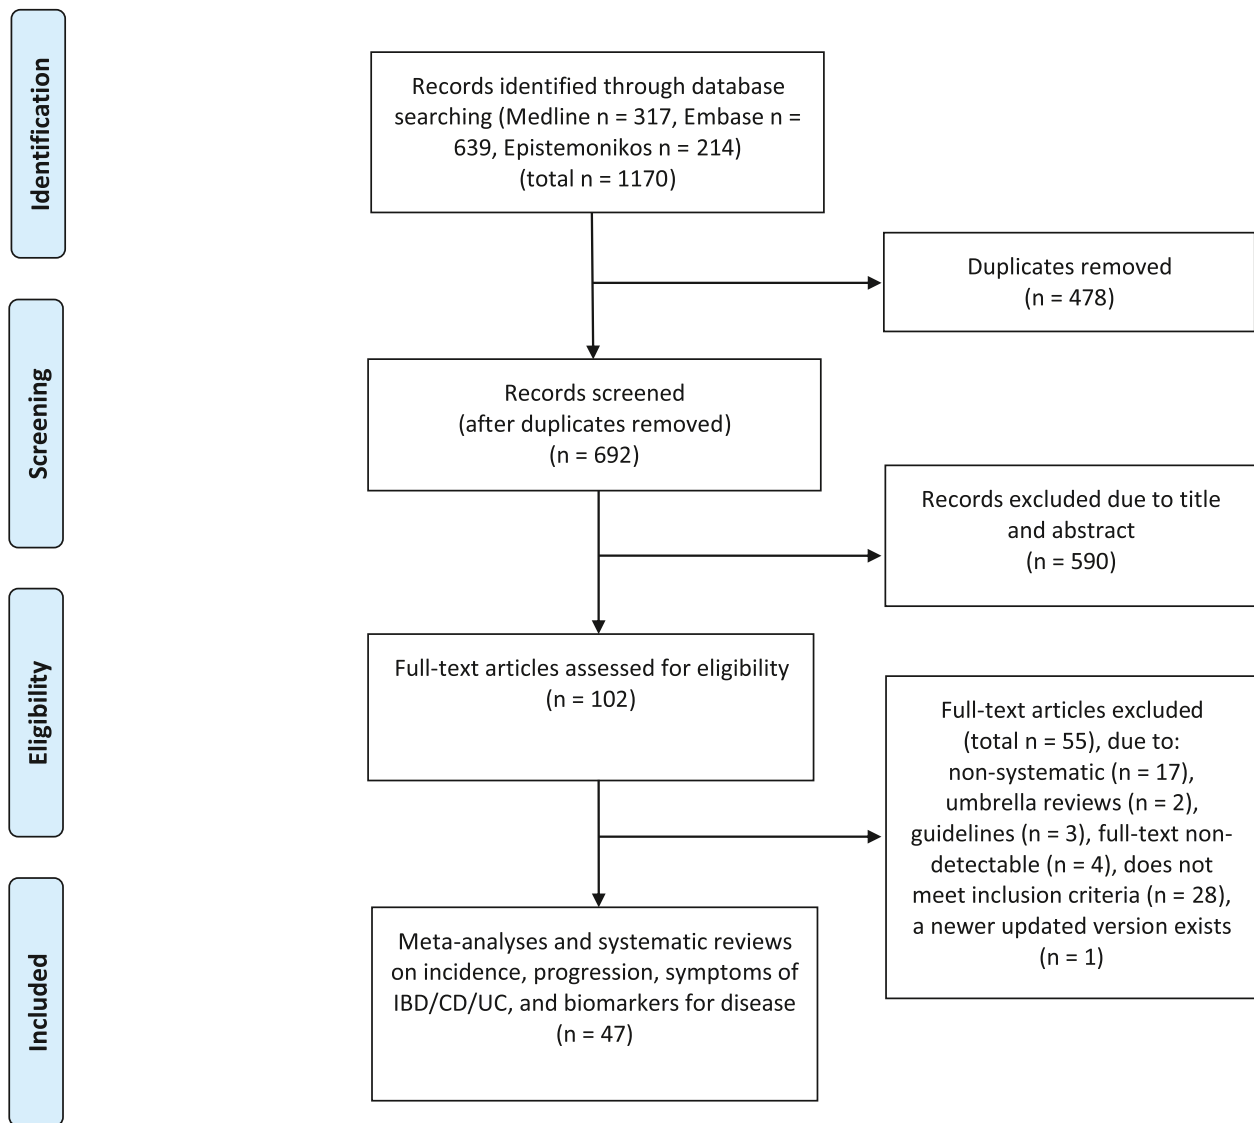 Identification
Records identified through database
searching (Medline n = 317, Embase n =
639, Epistemonikos n = 214)
(total n = 1170)
Duplicates removed
(n = 478)
Screening
Records screened
(after duplicates removed)
(n = 692)
Records excluded due to title
and abstract
(n = 590)
Eligibility
Full-text articles assessed for eligibility
(n = 102)
Full-text articles excluded
(total n = 55), due to:
non-systematic (n = 17),
umbrella reviews (n = 2),
guidelines (n = 3), full-text non-
detectable (n = 4), does not
meet inclusion criteria (n = 28),
a newer updated version exists
(n = 1)
Included
Meta-analyses and systematic reviews
on incidence, progression, symptoms of
IBD/CD/UC, and biomarkers for disease
(n = 47)